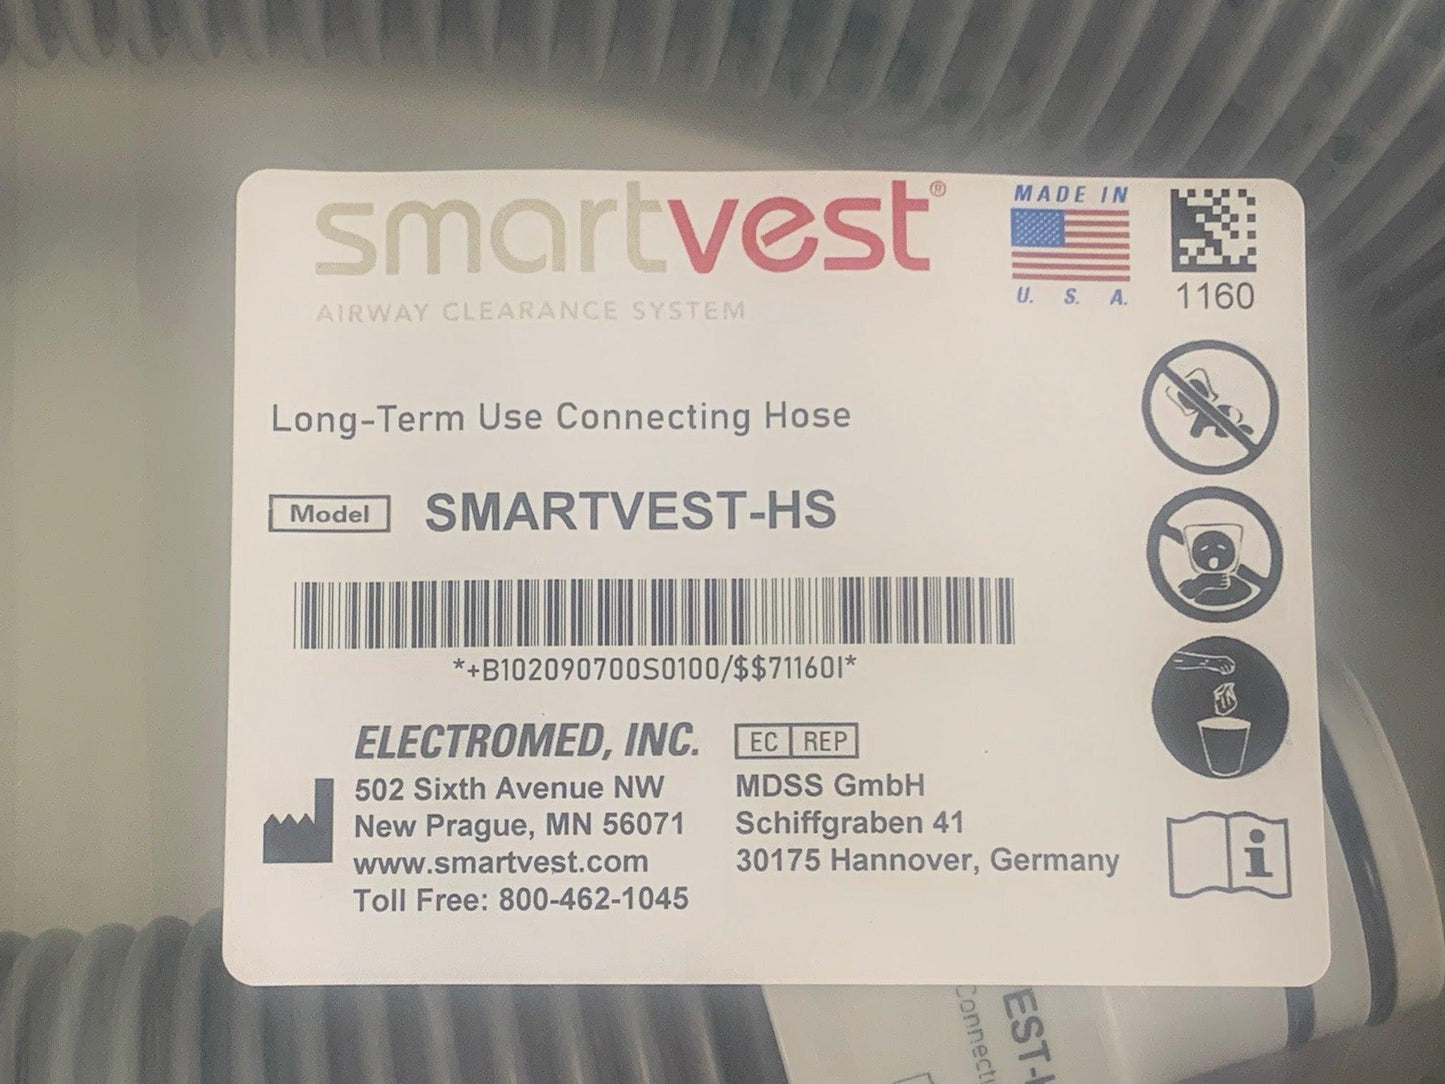 smartvest®
AIRWAY CLEARANCE SYSTEM
MADE IN
U. S. A.
1160
Long-Term Use Connecting Hose
Model SMARTVEST-HS
*+B102090700S0100/$$71160I*
ELECTROMED, INC.
502 Sixth Avenue NW
New Prague, MN 56071
www.smartvest.com
Toll Free: 800-462-1045
EC REP
MDSS GmbH
Schiffgraben 41
30175 Hannover, Germany
i